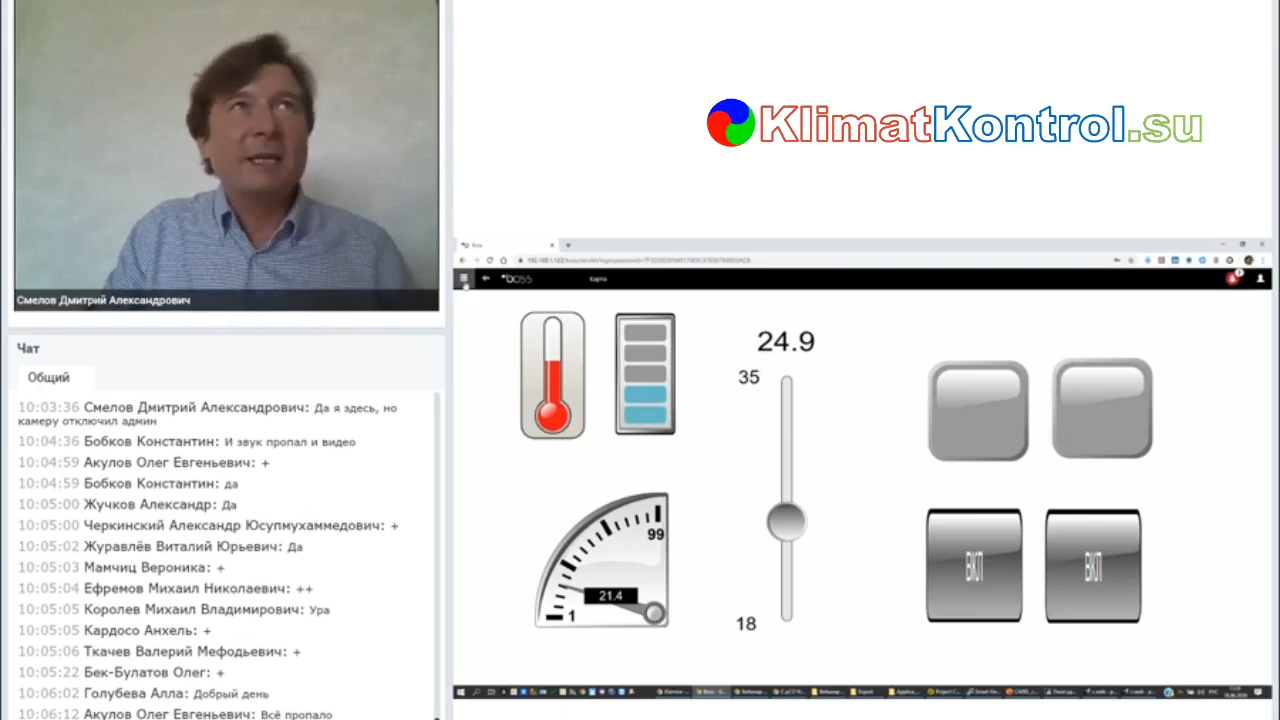 Смелов Дмитрий Александрович
Чат
Общий
10:03:36 Смелов Дмитрий Александрович: Да я здесь, но
камеру отключил админ
10:04:36 Бобков Константин: И звук пропал и видео
10:04:59 Акулов Олег Евгеньевич: +
10:04:59 Бобков Константин: да
10:05:00 Жучков Александр: Да
10:05:00 Черкинский Александр Юсупмухаммедович: +
10:05:02 Журавлёв Виталий Юрьевич: Да
10:05:03 Мамчиц Вероника: +
10:05:04 Ефремов Михаил Николаевич: ++
10:05:05 Королев Михаил Владимирович: Ура
10:05:05 Кардосо Анхель: +
10:05:06 Ткачев Валерий Мефодьевич: +
10:05:22 Бек-Булатов Олег: +
10:06:02 Голубева Алла: Добрый день
10:06:12 Акулов Олег Евгеньевич: Всё пропало
KlimatKontrol.su
boss
Карта
24.9
35
18
99
21.4
1
ВКЛ
ВКЛ